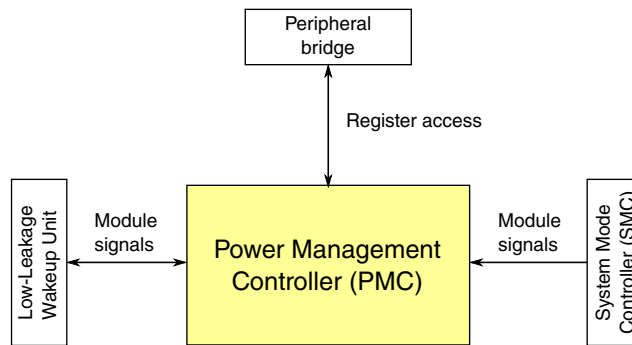 Peripheral
bridge
Register access
Low-Leakage
Wakeup Unit
Module
signals
Power Management
Controller (PMC)
Module
signals
System Mode
Controller (SMC)